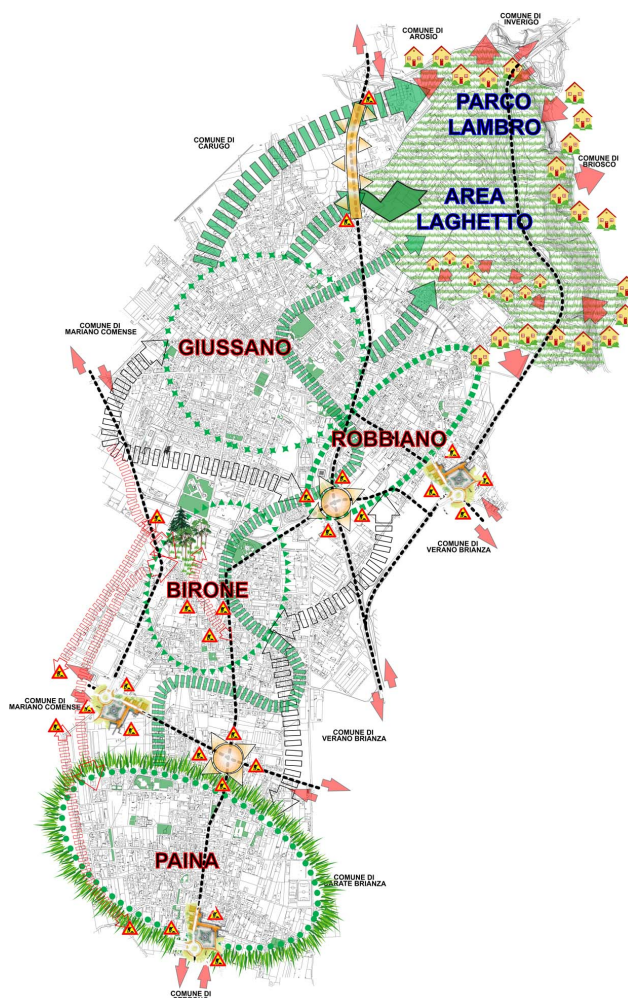 COMUNE DI
INVERIGO
COMUNE DI
AROSIO
PARCO
LAMBRO
COMUNE DI
CARUGO
COMUNE DI
BRIOSCO
AREA
LAGHETTO
COMUNE DI
MARIANO COMENSE
GIUSSANO
ROBBIANO
COMUNE DI
VERANO BRIANZA
BIRONE
COMUNE DI
MARIANO COMENSE
COMUNE DI
VERANO BRIANZA
PAINA
COMUNE DI
CARATE BRIANZA
COMUNE DI